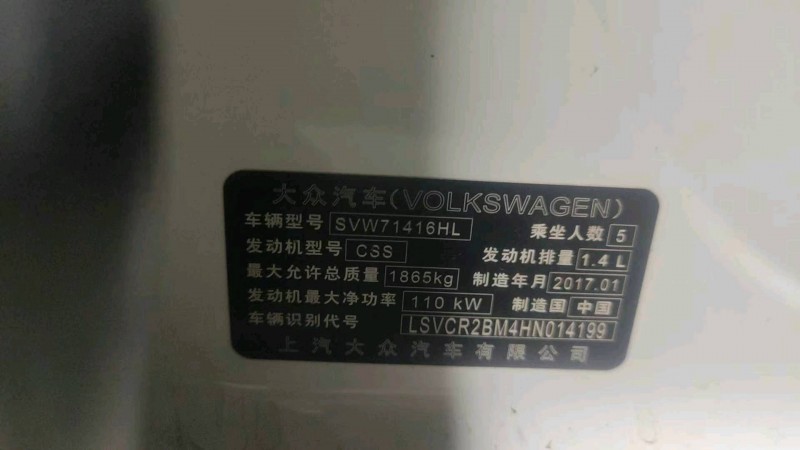 大众汽车(VOLKSWAGEN)
车辆型号 SVW71416HL 乘坐人数 5
发动机型号 CSS 发动机排量 1.4 L
最大允许总质量 1865kg 制造年月 2017.01
发动机最大净功率 110 kW 制造国 中国
车辆识别代号 LSVCR2BM4HN014199
上汽大众汽车有限公司